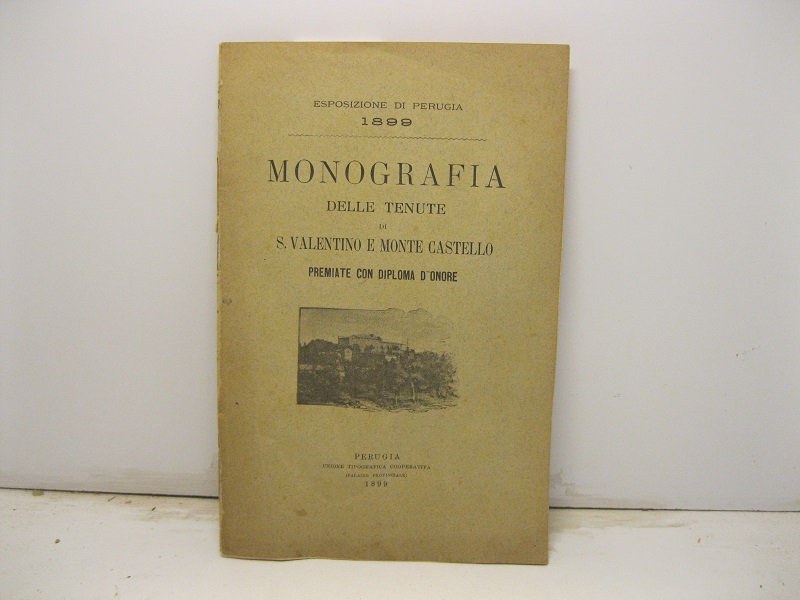 ESPOSIZIONE DI PERUGIA
1899
MONOGRAFIA
DELLE TENUTE
DI
S. VALENTINO E MONTE CASTELLO
PREMIATE CON DIPLOMA D'ONORE
PERUGIA
UNIONE TIPOGRAFICA COOPERATIVA
(PALAZZO PROVINCIALE)
1899